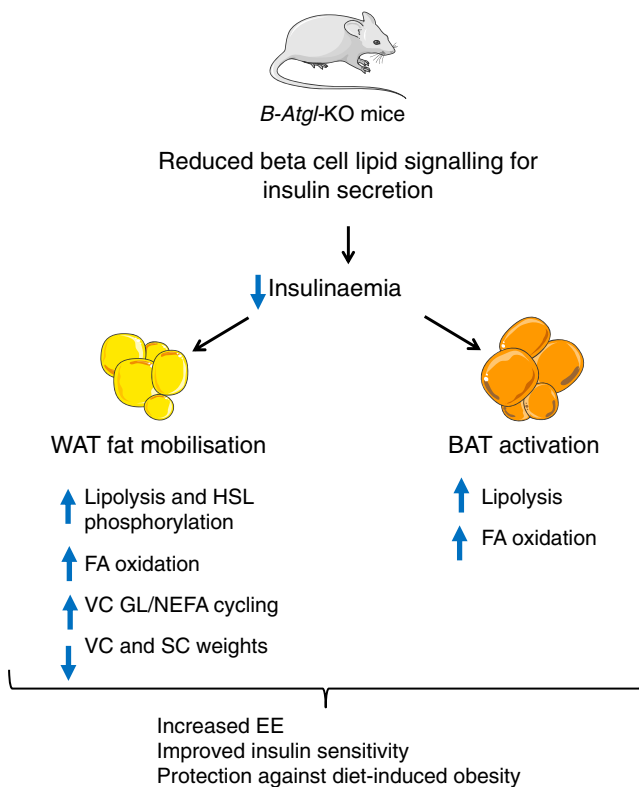 B-Atgl-KO mice
Reduced beta cell lipid signalling for
insulin secretion
Insulinaemia
WAT fat mobilisation
Lipolysis and HSL
phosphorylation
FA oxidation
VC GL/NEFA cycling
VC and SC weights
BAT activation
Lipolysis
FA oxidation
Increased EE
Improved insulin sensitivity
Protection against diet-induced obesity